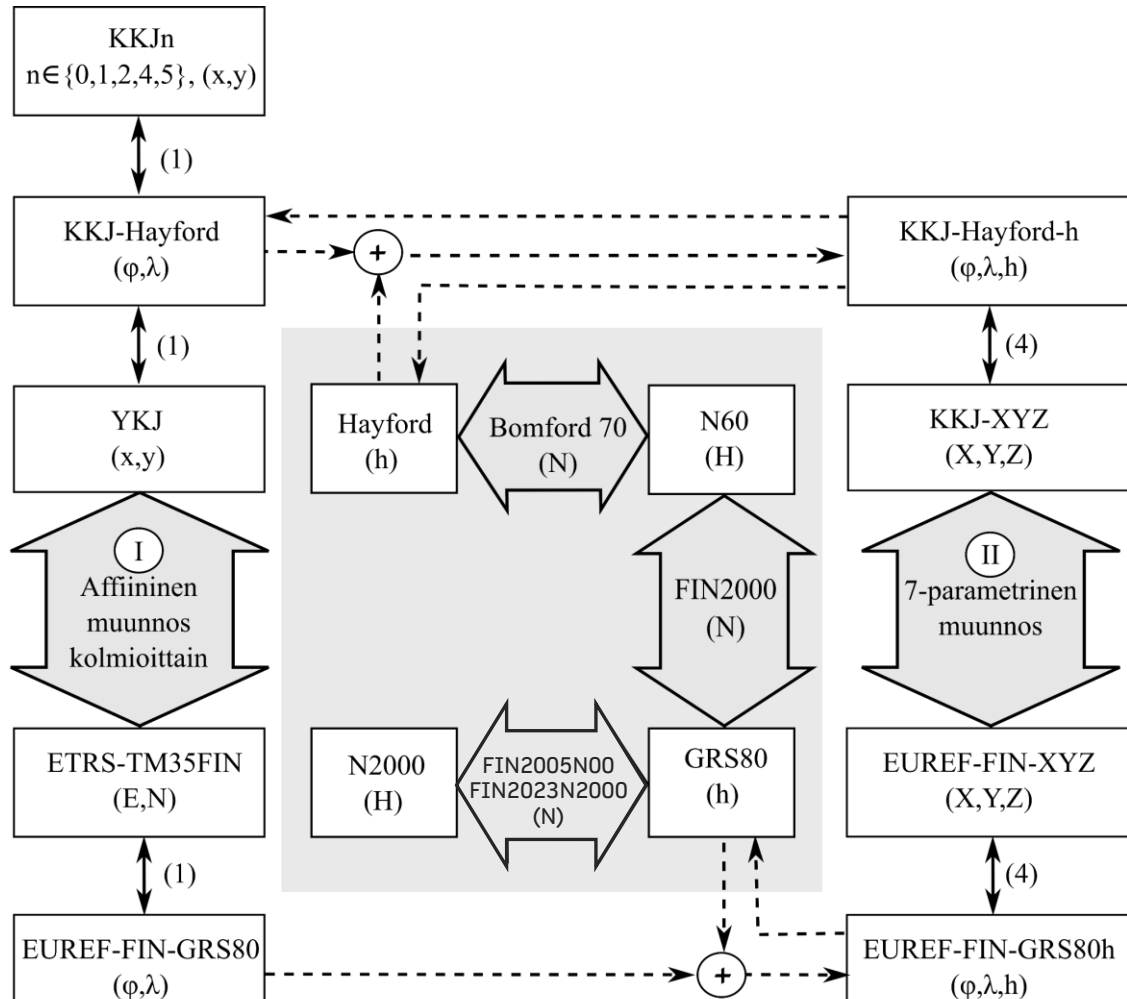 KKJn
n∈{0,1,2,4,5}, (x,y)
(1)
KKJ-Hayford
(φ,λ)
+
KKJ-Hayford-h
(φ,λ,h)
(1)
(4)
YKJ
(x,y)
Hayford
(h)
Bomford 70
(N)
N60
(H)
KKJ-XYZ
(X,Y,Z)
I
Affiininen
muunnos
kolmioittain
FIN2000
(N)
II
7-parametrinen
muunnos
ETRS-TM35FIN
(E,N)
N2000
(H)
FIN2005N00
FIN2023N2000
(N)
GRS80
(h)
EUREF-FIN-XYZ
(X,Y,Z)
(1)
(4)
EUREF-FIN-GRS80
(φ,λ)
+
EUREF-FIN-GRS80h
(φ,λ,h)